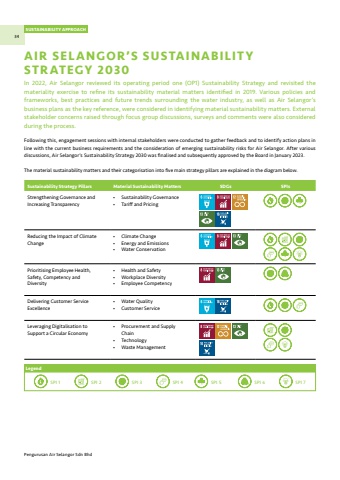 SUSTAINABILITY APPROACH
AIR SELANGOR'S SUSTAINABILITY
STRATEGY 2030
In 2022, Air Selangor reviewed its operating period one (OP1) Sustainability Strategy and revisited the
materiality exercise to refine its sustainability material matters identified in 2019. Various policies and
frameworks, best practices and future trends surrounding the water industry, as well as Air Selangor's
business plans as the key reference, were considered in identifying material sustainability matters. External
stakeholder concerns raised through focus group discussions, surveys and comments were also considered
during the process.
Following this, engagement sessions with internal stakeholders were conducted to gather feedback and to identify action plans in
line with the current business requirements and the consideration of emerging sustainability risks for Air Selangor. After various
discussions, Air Selangor's Sustainability Strategy 2030 was finalised and subsequently approved by the Board in January 2023.
The material sustainability matters and their categorisation into five main strategy pillars are explained in the diagram below.
Sustainability Strategy Pillars Material Sustainability Matters SDGs SPIs
Strengthening Governance and
Increasing Transparency
• Sustainability Governance
• Tariff and Pricing
Reducing the Impact of Climate
Change
• Climate Change
• Energy and Emissions
• Water Conservation
Prioritising Employee Health,
Safety, Competency and
Diversity
• Health and Safety
• Workplace Diversity
• Employee Competency
Delivering Customer Service
Excellence
• Water Quality
• Customer Service
Leveraging Digitalisation to
Support a Circular Economy
• Procurement and Supply
Chain
• Technology
• Waste Management
Legend
SPI 1 SPI 2 SPI 3 SPI 4 SPI 5 SPI 6 SPI 7
Pengurusan Air Selangor Sdn Bhd